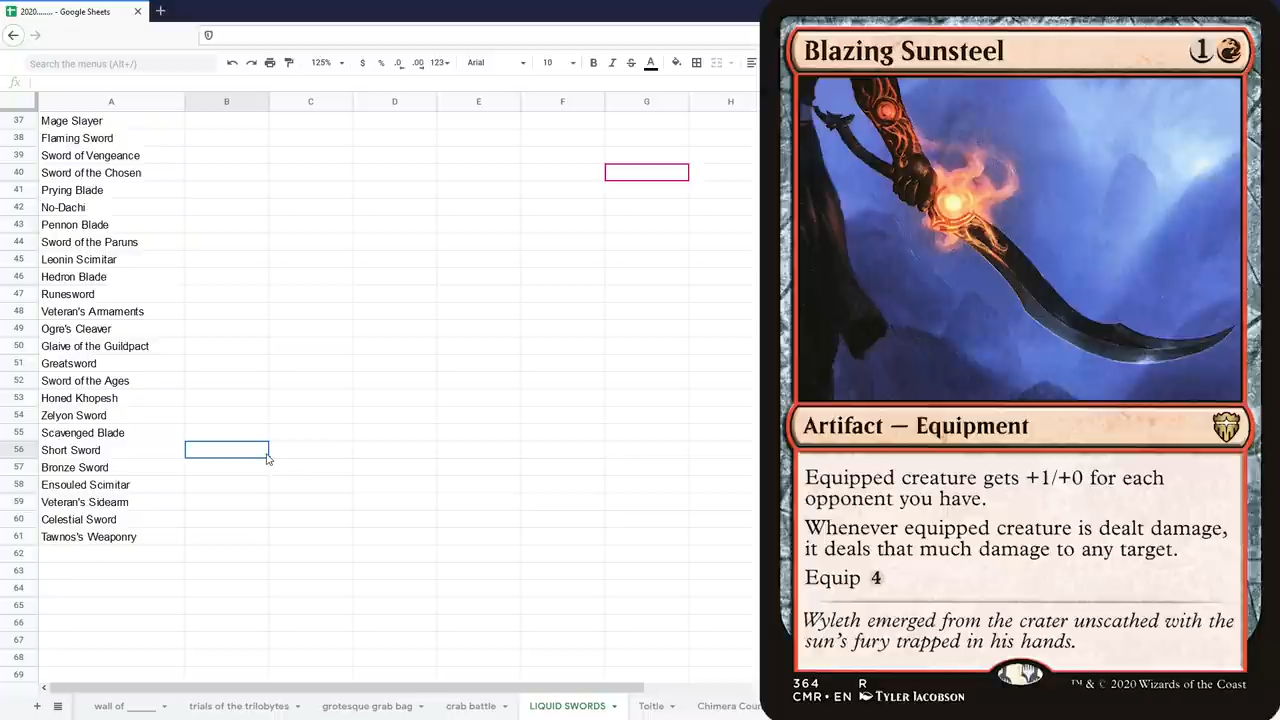 2020........ - Google Sheets
Search the menus (Alt+/)
125%
$
%
.0
.00
123
Arial
10
B
I
S
A
fx
A B C D E F G H
37 Mage Slayer
38 Flaming Sword
39 Sword of Vengeance
40 Sword of the Chosen
41 Prying Blade
42 No-Dachi
43 Pennon Blade
44 Sword of the Paruns
45 Leonin Scimitar
46 Hedron Blade
47 Runesword
48 Veteran's Armaments
49 Ogre's Cleaver
50 Glaive of the Guildpact
51 Greatsword
52 Sword of the Ages
53 Honed Khopesh
54 Zelyon Sword
55 Scavenged Blade
56 Short Sword
57 Bronze Sword
58 Ensouled Scimitar
59 Veteran's Sidearm
60 Celestial Sword
61 Tawnos's Weaponry
62
63
64
65
66
67
68
69
wall of ______
trials of the trilobytes
grotesque grab bag
crab battle
LIQUID SWORDS
Toitle
Chimera Cour
Blazing Sunsteel 1
Artifact — Equipment
Equipped creature gets +1/+0 for each
opponent you have.
Whenever equipped creature is dealt damage,
it deals that much damage to any target.
Equip 4
Wyleth emerged from the crater unscathed with the
sun's fury trapped in his hands.
364 R
CMR • EN Tyler Jacobson
™ & © 2020 Wizards of the Coast